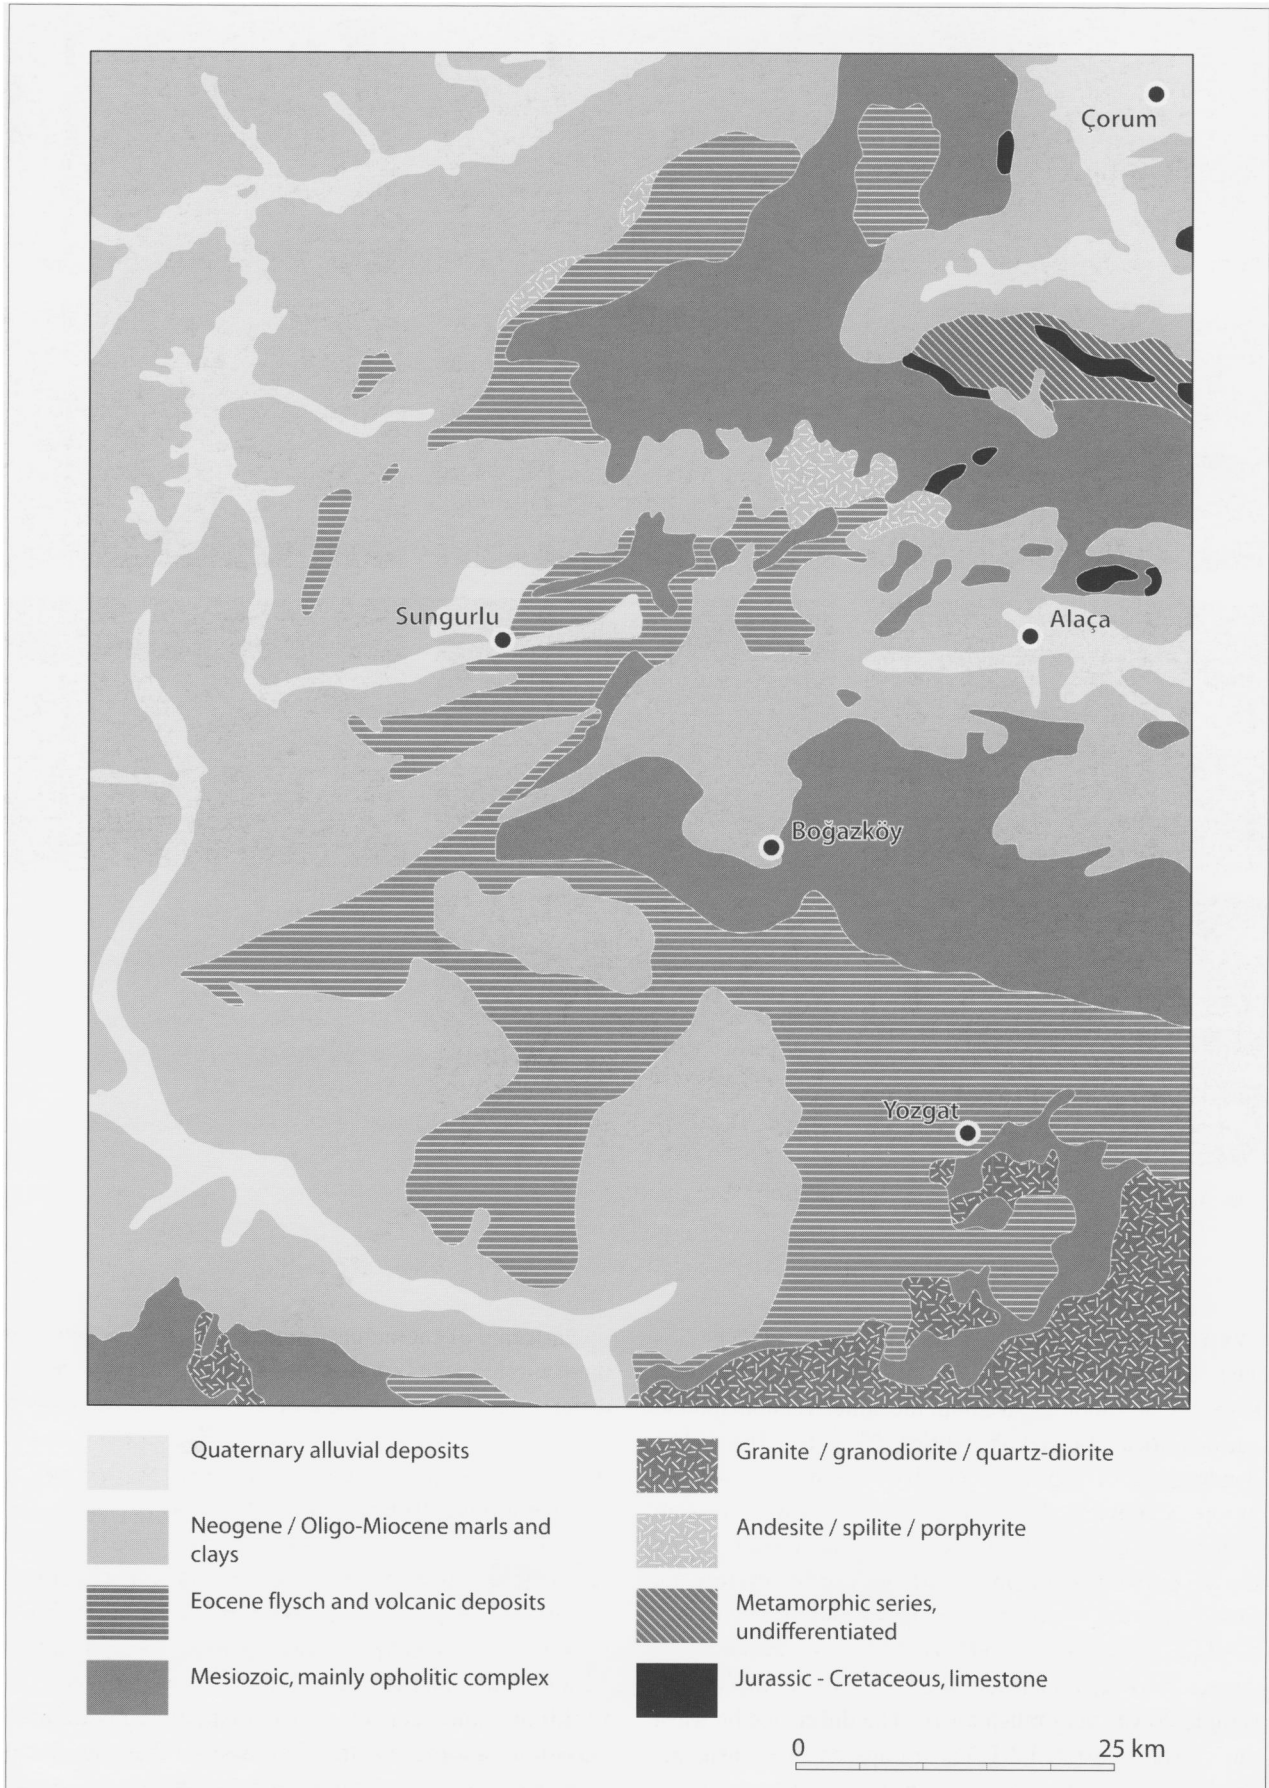 Çorum
Sungurlu
Alaça
Boğazköy
Yozgat
Quaternary alluvial deposits
Neogene / Oligo-Miocene marls and
clays
Eocene flysch and volcanic deposits
Mesiozoic, mainly opholitic complex
Granite / granodiorite / quartz-diorite
Andesite / spilite / porphyrite
Metamorphic series,
undifferentiated
Jurassic - Cretaceous, limestone
0 25 km